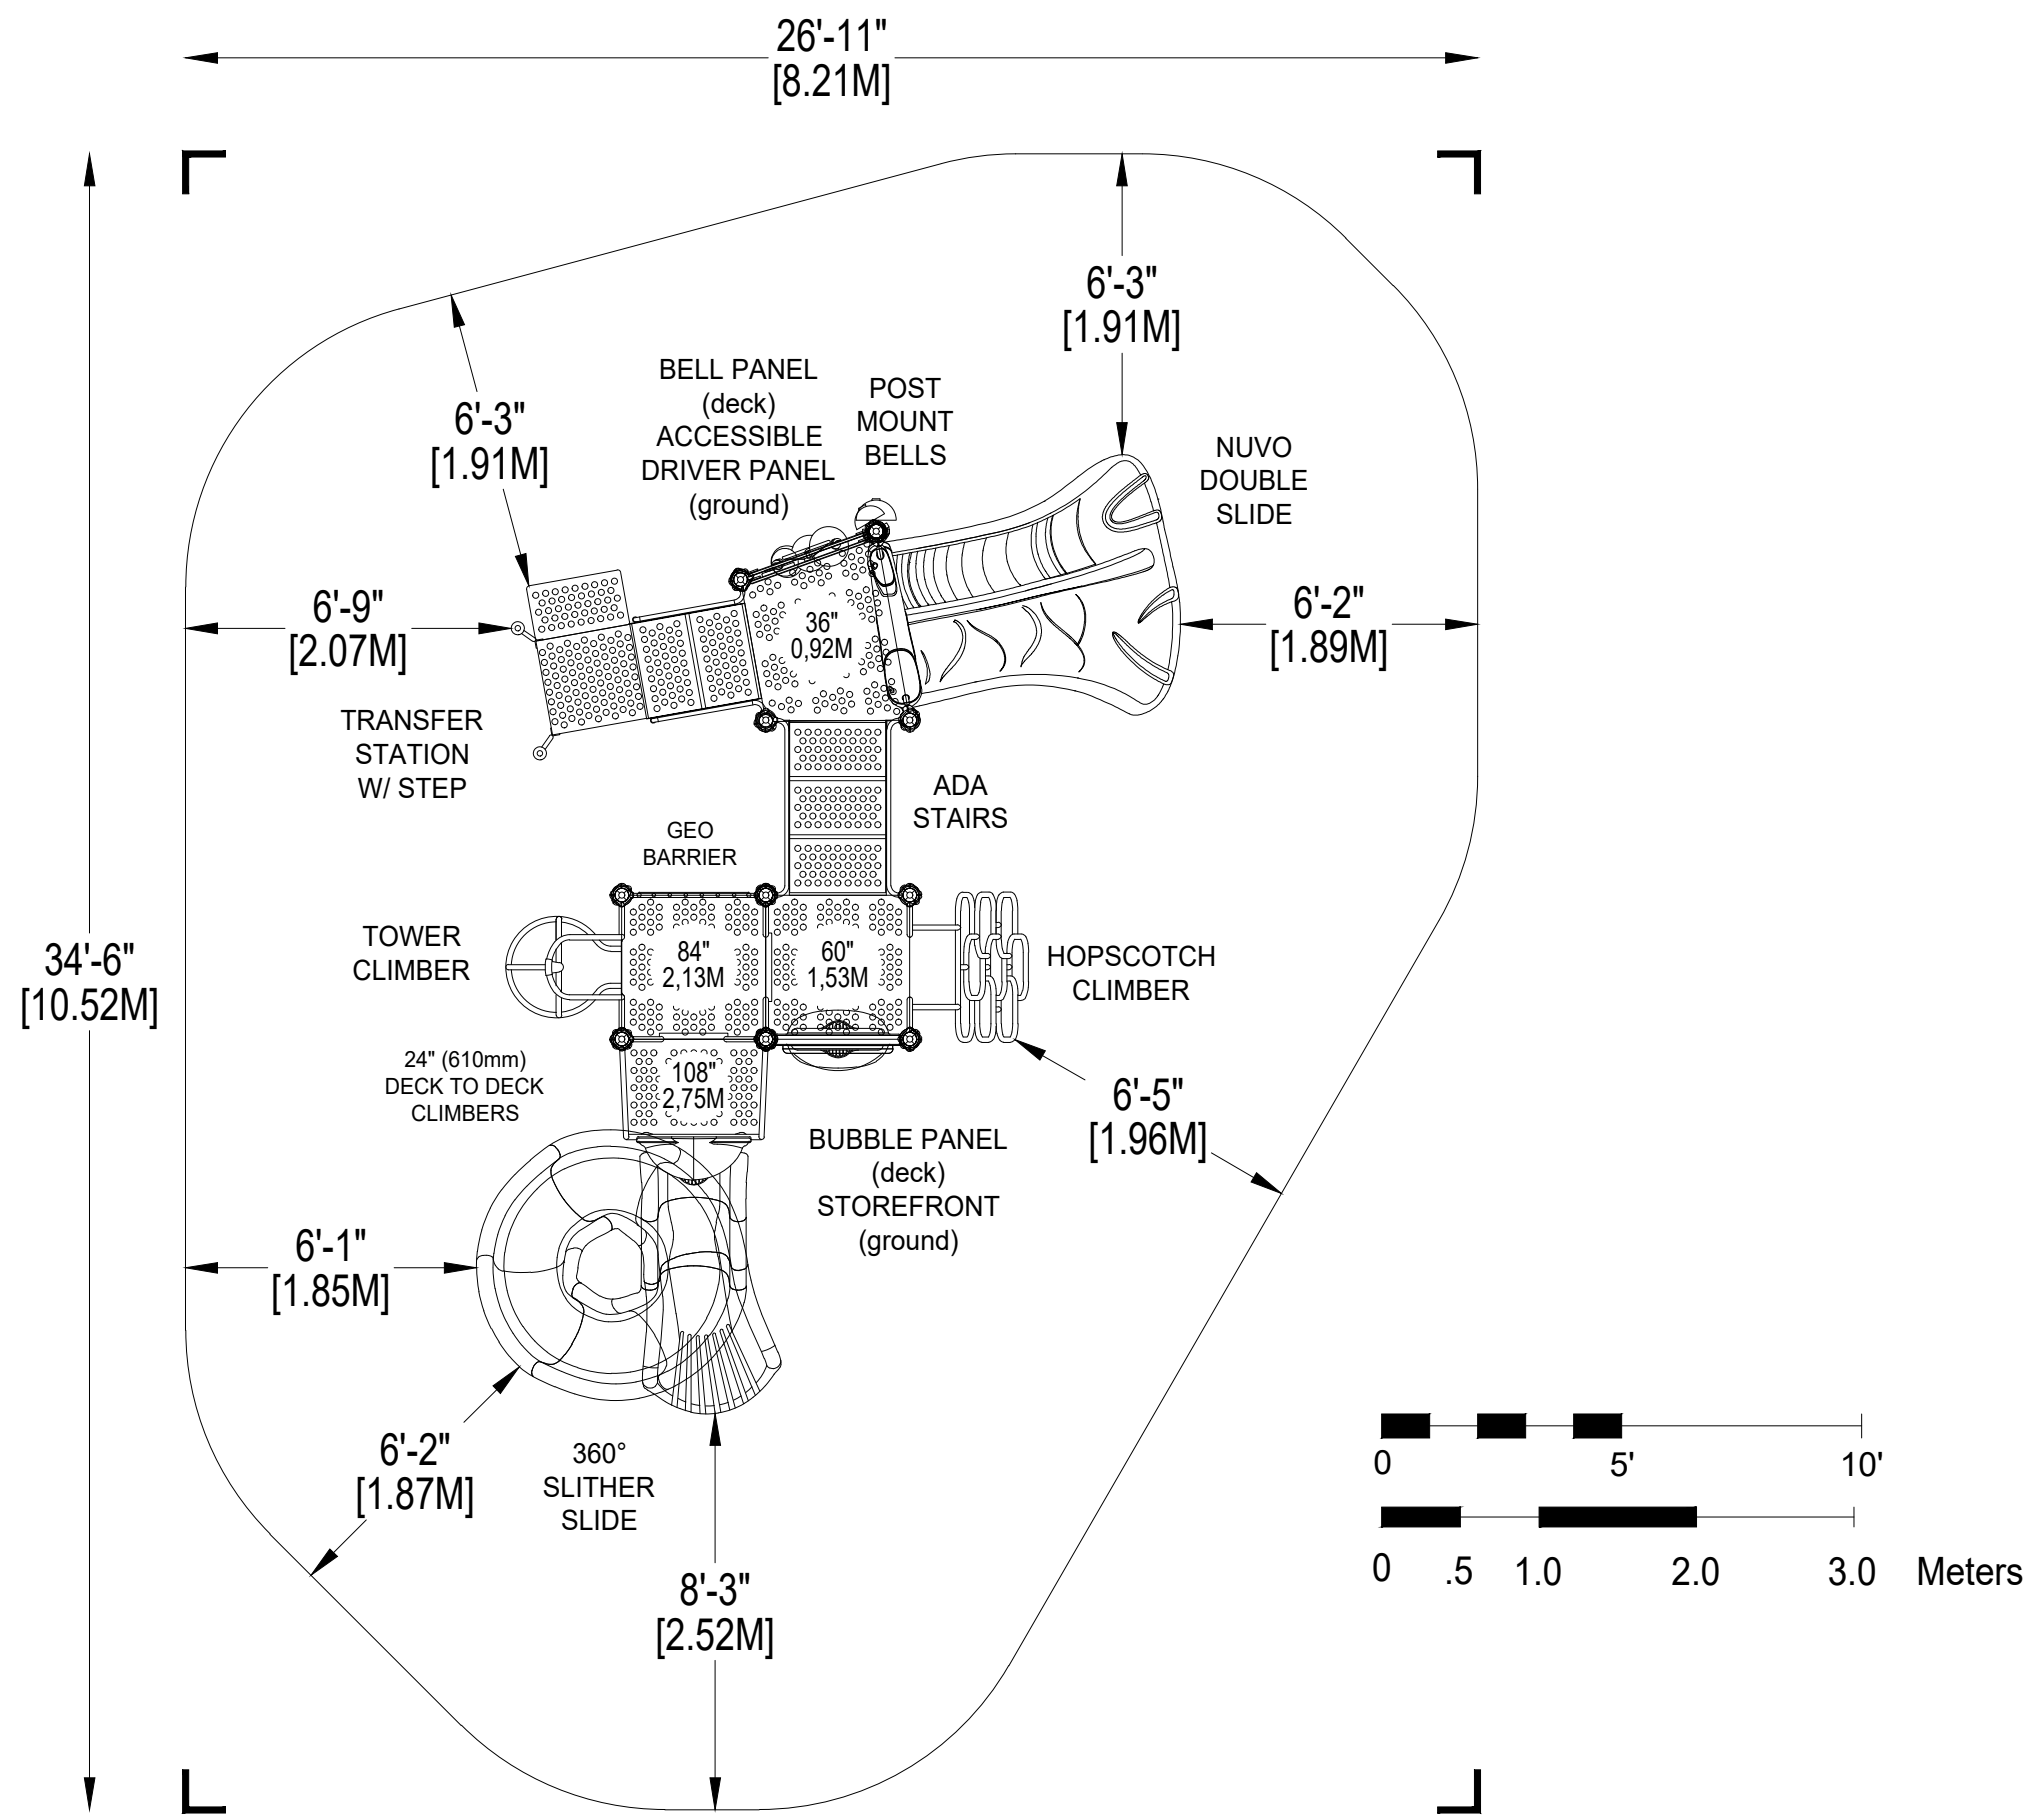 26'-11"
[8.21M]
6'-3"
[1.91M]
BELL PANEL
(deck)
ACCESSIBLE
DRIVER PANEL
(ground)
POST
MOUNT
BELLS
6'-3"
[1.91M]
NUVO
DOUBLE
SLIDE
6'-9"
[2.07M]
36"
0,92M
6'-2"
[1.89M]
TRANSFER
STATION
W/ STEP
ADA
STAIRS
GEO
BARRIER
34'-6"
[10.52M]
TOWER
CLIMBER
84"
2,13M
60"
1,53M
HOPSCOTCH
CLIMBER
24" (610mm)
DECK TO DECK
CLIMBERS
108"
2,75M
6'-5"
[1.96M]
BUBBLE PANEL
(deck)
STOREFRONT
(ground)
6'-1"
[1.85M]
6'-2"
[1.87M]
360°
SLITHER
SLIDE
8'-3"
[2.52M]
0 5' 10'
0 .5 1.0 2.0 3.0 Meters